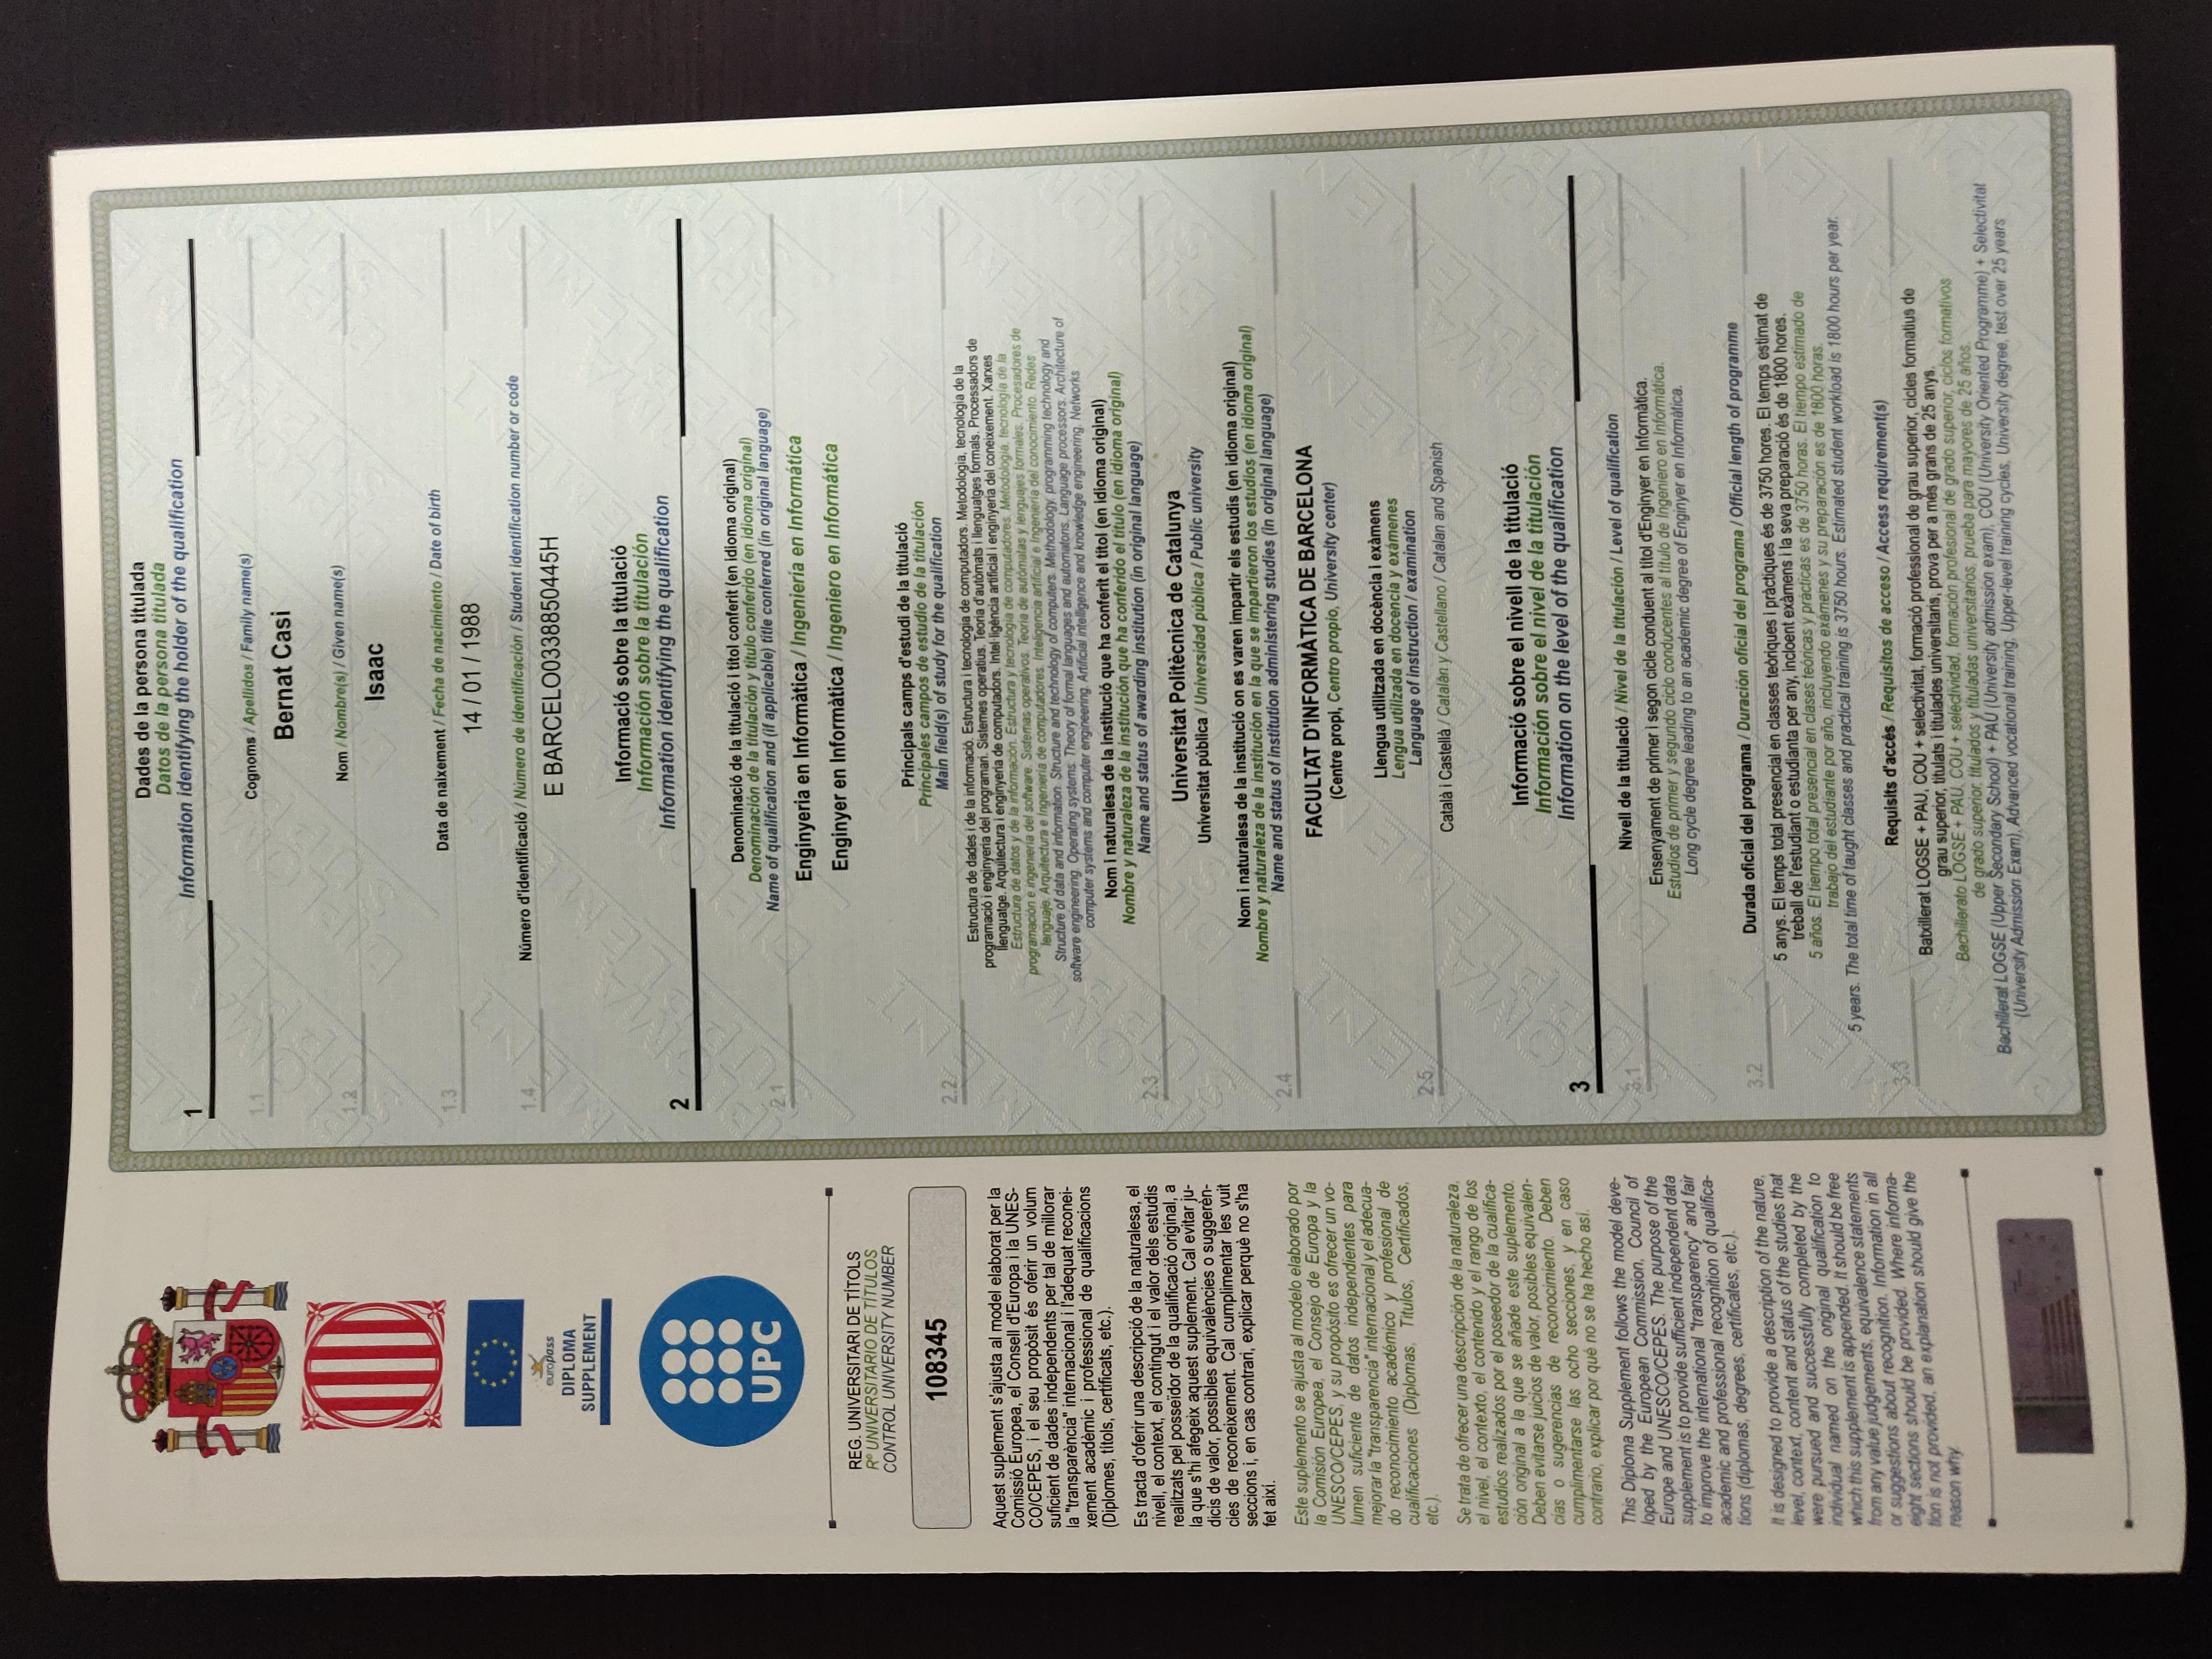 europass
DIPLOMA
SUPPLEMENT
UPC
REG. UNIVERSITARI DE TÍTOLS
Rº UNIVERSITARIO DE TÍTULOS
CONTROL UNIVERSITY NUMBER
108345
Aquest suplement s'ajusta al model elaborat per la
Comissió Europea, el Consell d'Europa i la UNES-
CO/CEPES, i el seu propòsit és oferir un volum
suficient de dades independents per tal de millorar
la "transparència" internacional i l'adequat reconei-
xement acadèmic i professional de qualificacions
(Diplomes, títols, certificats, etc.).
Es tracta d'oferir una descripció de la naturalesa, el
nivell, el context, el contingut i el valor dels estudis
realitzats pel posseïdor de la qualificació original, a
la que s'hi afegeix aquest suplement. Cal evitar ju-
dicis de valor, possibles equivalències o suggerèn-
cies de reconeixement. Cal cumplimentar les vuit
seccions i, en cas contrari, explicar perquè no s'ha
fet així.
Este suplemento se ajusta al modelo elaborado por
la Comisión Europea, el Consejo de Europa y la
UNESCO/CEPES, y su propósito es ofrecer un vo-
lumen suficiente de datos independientes para
mejorar la "transparencia" internacional y el adecua-
do reconocimiento académico y profesional de
cualificaciones (Diplomas, Títulos, Certificados,
etc.).
Se trata de ofrecer una descripción de la naturaleza,
el nivel, el contexto, el contenido y el rango de los
estudios realizados por el poseedor de la cualifica-
ción original a la que se añade este suplemento.
Deben evitarse juicios de valor, posibles equivalen-
cias o sugerencias de reconocimiento. Deben
cumplimentarse las ocho secciones, y en caso
contrario, explicar por qué no se ha hecho así.
This Diploma Supplement follows the model deve-
loped by the European Commission, Council of
Europe and UNESCO/CEPES. The purpose of the
supplement is to provide sufficient independent data
to improve the international "transparency" and fair
academic and professional recognition of qualifica-
tions (diplomas, degrees, certificates, etc.).
It is designed to provide a description of the nature,
level, context, content and status of the studies that
were pursued and successfully completed by the
individual named on the original qualification to
which this supplement is appended. It should be free
from any value judgements, equivalence statements
or suggestions about recognition. Information in all
eight sections should be provided. Where informa-
tion is not provided, an explanation should give the
reason why.
Dades de la persona titulada
Datos de la persona titulada
Information identifying the holder of the qualification
1
1.1
Cognoms / Apellidos / Family name(s)
Bernat Casi
1.2
Nom / Nombre(s) / Given name(s)
Isaac
1.3
Data de naixement / Fecha de nacimiento / Date of birth
14 / 01 / 1988
1.4
Número d'identificació / Número de identificación / Student identification number or code
E BARCELO0338850445H
Informació sobre la titulació
Información sobre la titulación
Information identifying the qualification
2
Denominació de la titulació i títol conferit (en idioma original)
Denominación de la titulación y título conferido (en idioma original)
2.1
Name of qualification and (if applicable) title conferred (in original language)
Enginyeria en Informàtica / Ingeniería en Informática
Enginyer en Informàtica / Ingeniero en Informática
Principals camps d'estudi de la titulació
Principales campos de estudio de la titulación
2.2
Main field(s) of study for the qualification
Estructura de dades i de la informació. Estructura i tecnologia de computadors. Metodologia, tecnologia de la
programació i enginyeria del programari. Sistemes operatius. Teoria d'autòmats i llenguatges formals. Processadors de
llenguatge. Arquitectura i enginyeria de computadors. Intel·ligència artificial i enginyeria del coneixement. Xarxes
Estructura de datos y de la información. Estructura y tecnología de computadores. Metodología, tecnología de la
programación e ingeniería del software. Sistemas operativos. Teoría de autómatas y lenguajes formales. Procesadores de
lenguaje. Arquitectura e Ingeniería de computadores. Inteligencia artificial e Ingeniería del conocimiento. Redes
Structure of data and information. Structure and technology of computers. Methodology, programming technology and
software engineering. Operating systems. Theory of formal languages and automatons. Language processors. Architecture of
computer systems and computer engineering. Artificial intelligence and knowledge engineering. Networks
Nom i naturalesa de la institució que ha conferit el títol (en idioma original)
Nombre y naturaleza de la institución que ha conferido el título (en idioma original)
2.3
Name and status of awarding institution (in original language)
Universitat Politècnica de Catalunya
Universitat pública / Universidad pública / Public university
Nom i naturalesa de la institució on es varen impartir els estudis (en idioma original)
Nombre y naturaleza de la institución en la que se impartieron los estudios (en idioma original)
2.4
Name and status of institution administering studies (in original language)
FACULTAT D'INFORMÀTICA DE BARCELONA
(Centre propi, Centro propio, University center)
Llengua utilitzada en docència i exàmens
Lengua utilizada en docencia y exámenes
2.5
Language of instruction / examination
Català i Castellà / Catalán y Castellano / Catalan and Spanish
Informació sobre el nivell de la titulació
Información sobre el nivel de la titulación
Information on the level of the qualification
3
3.1
Nivell de la titulació / Nivel de la titulación / Level of qualification
Ensenyament de primer i segon cicle conduent al títol d'Enginyer en Informàtica.
Estudios de primer y segundo ciclo conducentes al título de Ingeniero en Informática.
Long cycle degree leading to an academic degree of Enginyer en Informàtica.
3.2
Durada oficial del programa / Duración oficial del programa / Official length of programme
5 anys. El temps total presencial en classes teòriques i pràctiques és de 3750 hores. El temps estimat de
treball de l'estudiant o estudianta per any, incloent exàmens i la seva preparació és de 1800 hores.
5 años. El tiempo total presencial en clases teóricas y prácticas es de 3750 horas. El tiempo estimado de
trabajo del estudiante por año, incluyendo exámenes y su preparación es de 1800 horas.
5 years. The total time of taught classes and practical training is 3750 hours. Estimated student workload is 1800 hours per year.
3.3
Requisits d'accés / Requisitos de acceso / Access requirement(s)
Batxillerat LOGSE + PAU, COU + selectivitat, formació professional de grau superior, cicles formatius de
grau superior, titulats i titulades universitaris, prova per a més grans de 25 anys.
Bachillerato LOGSE + PAU, COU + selectividad, formación profesional de grado superior, ciclos formativos
de grado superior, titulados y tituladas universitarios, prueba para mayores de 25 años.
Bachillerat LOGSE (Upper Secondary School) + PAU (University admission exam), COU (University Oriented Programme) + Selectivitat
(University Admission Exam), Advanced vocational training, Upper-level training cycles, University degree, test over 25 years